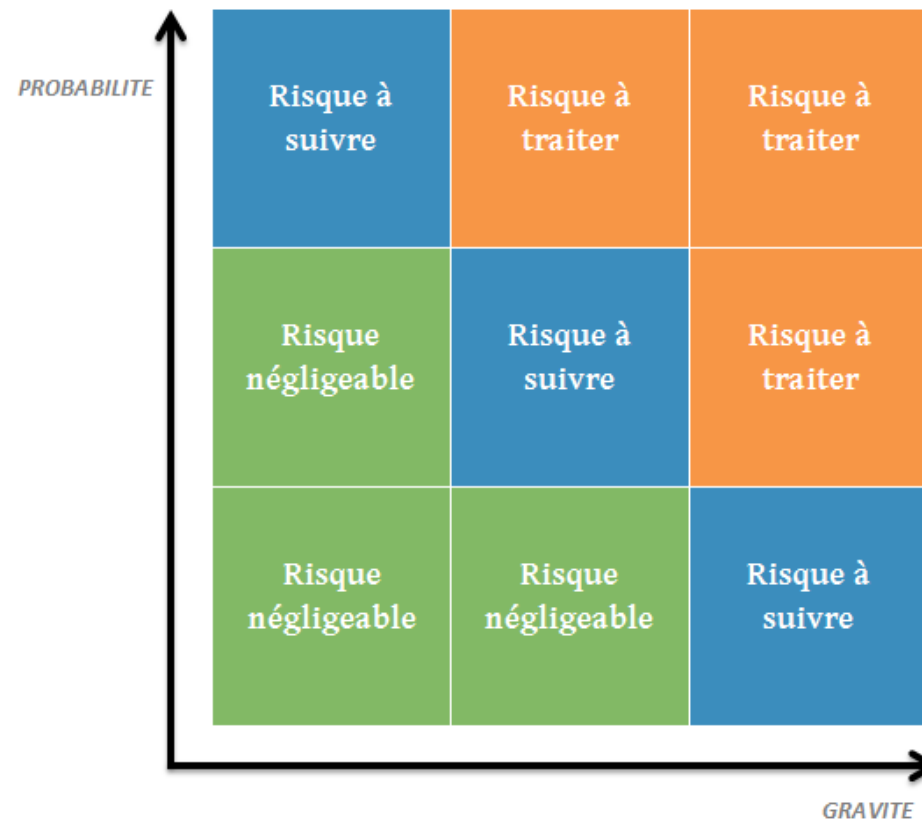 PROBABILITE
Risque à
suivre
Risque à
traiter
Risque à
traiter
Risque
négligeable
Risque à
suivre
Risque à
traiter
Risque
négligeable
Risque
négligeable
Risque à
suivre
GRAVITE